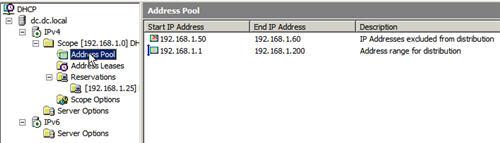 DHCP
dc.dc.local
IPv4
Scope [192.168.1.0] DH
Address Pool
Address Leases
Reservations
[192.168.1.25]
Scope Options
Server Options
IPv6
Server Options
Address Pool
Start IP Address End IP Address Description
192.168.1.50 192.168.1.60 IP Addresses excluded from distribution
192.168.1.1 192.168.1.200 Address range for distribution